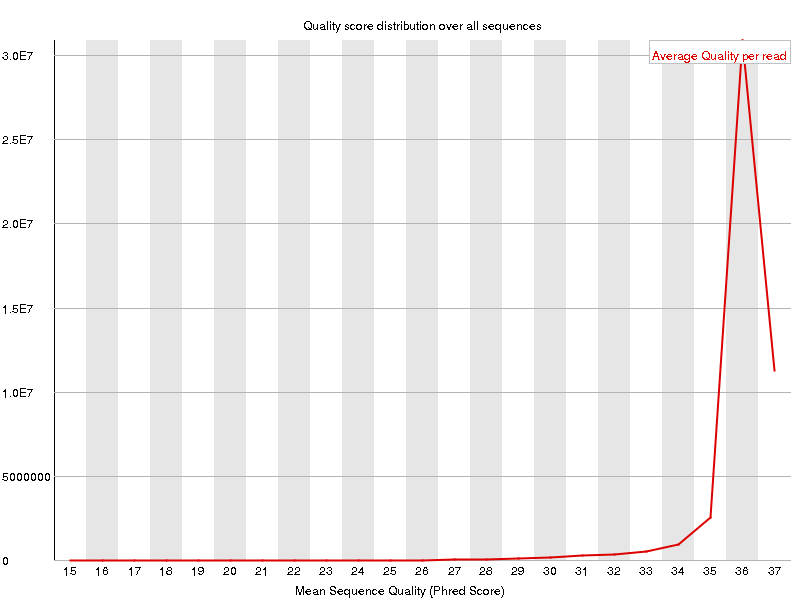 Quality score distribution over all sequences
Average Quality per read
3.0E7
2.5E7
2.0E7
1.5E7
1.0E7
5000000
0
15 16 17 18 19 20 21 22 23 24 25 26 27 28 29 30 31 32 33 34 35 36 37
Mean Sequence Quality (Phred Score)